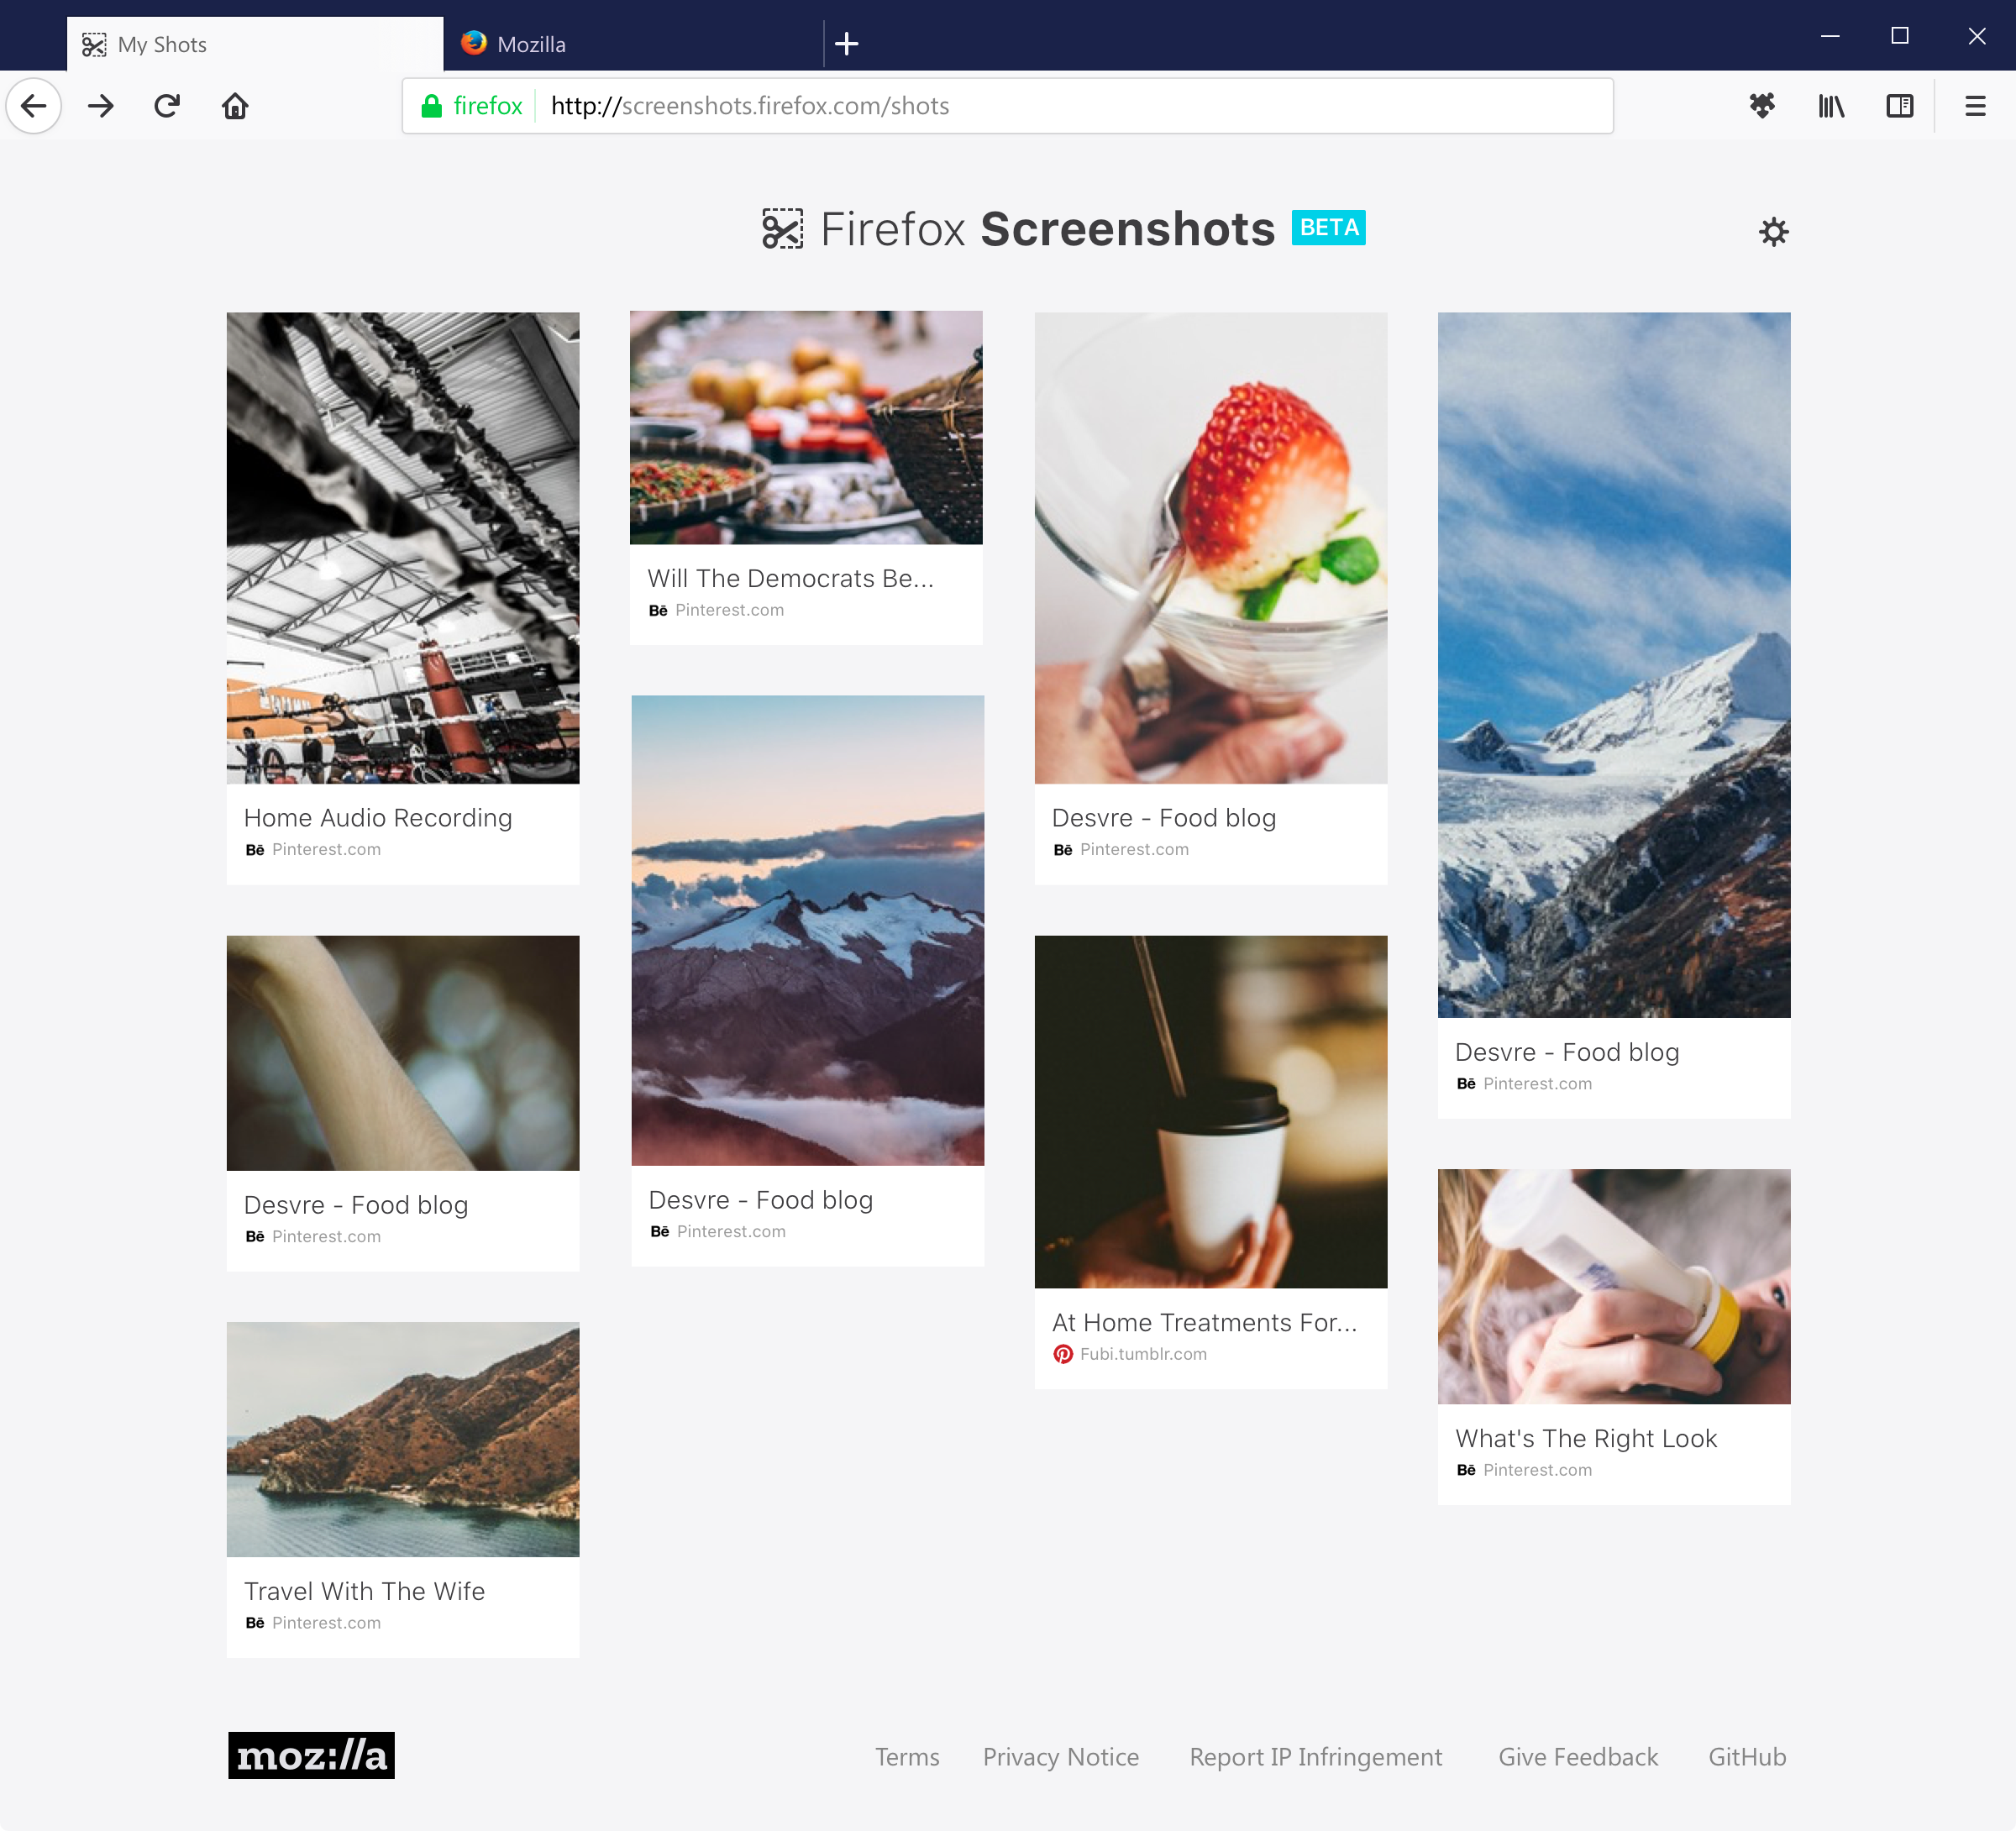 My Shots
Mozilla
firefox http://screenshots.firefox.com/shots
Firefox Screenshots BETA
Home Audio Recording
Bē Pinterest.com
Desvre - Food blog
Bē Pinterest.com
Travel With The Wife
Bē Pinterest.com
Will The Democrats Be...
Bē Pinterest.com
Desvre - Food blog
Bē Pinterest.com
Desvre - Food blog
Bē Pinterest.com
At Home Treatments For...
Fubi.tumblr.com
Desvre - Food blog
Bē Pinterest.com
What's The Right Look
Bē Pinterest.com
moz://a
Terms Privacy Notice Report IP Infringement Give Feedback GitHub